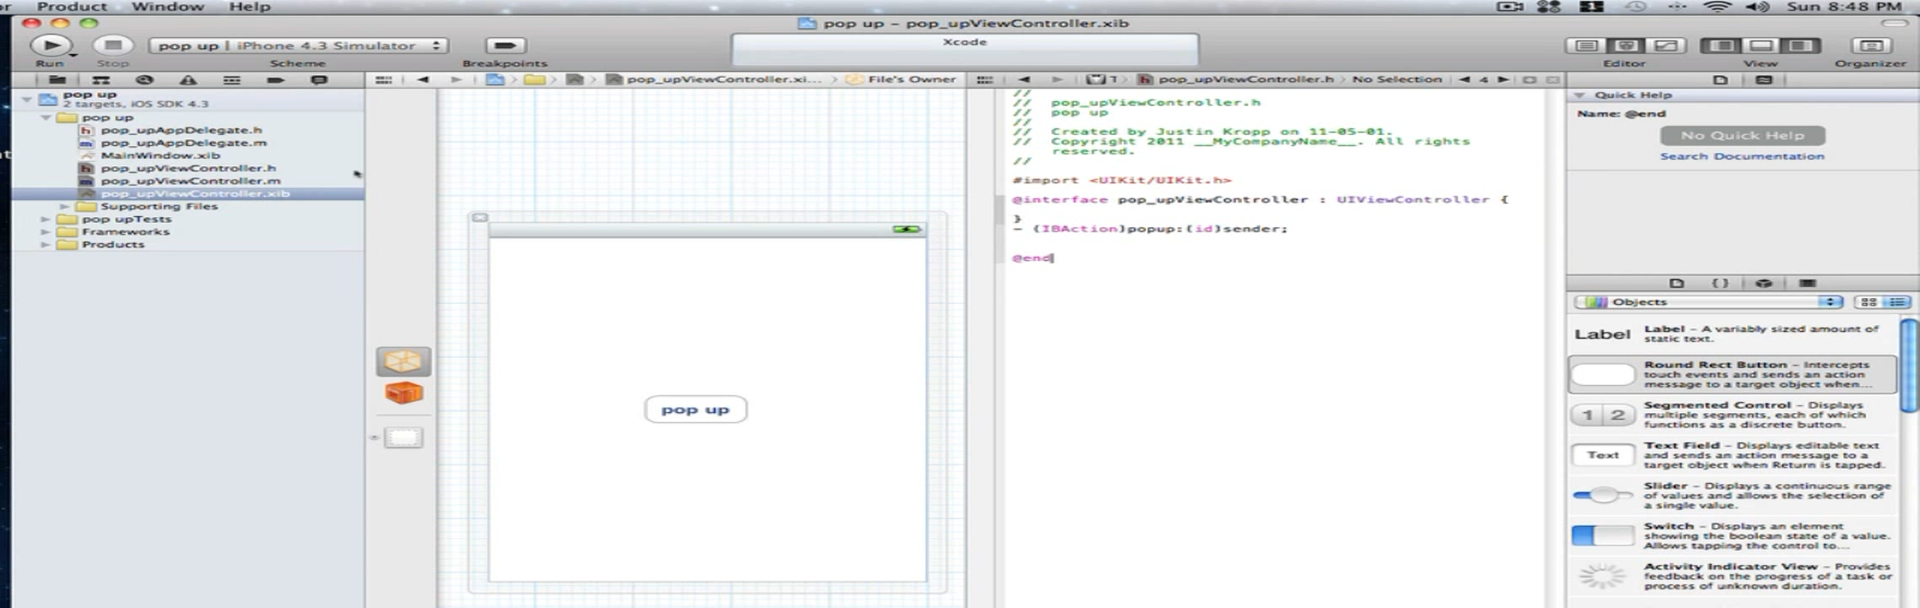 Product Window Help Sun 8:48 PM
pop up - pop_upViewController.xib
pop up | iPhone 4.3 Simulator
Xcode
Run Stop Scheme Breakpoints Editor View Organizer
pop_upViewController.xi... File's Owner
1 pop_upViewController.h No Selection 4
pop up
2 targets, iOS SDK 4.3
pop up
pop_upAppDelegate.h
pop_upAppDelegate.m
MainWindow.xib
pop_upViewController.h
pop_upViewController.m
pop_upViewController.xib
Supporting Files
pop upTests
Frameworks
Products
pop up
//
// pop_upViewController.h
// pop up
//
// Created by Justin Kropp on 11-05-01.
// Copyright 2011 __MyCompanyName__. All rights
reserved.
//
#import <UIKit/UIKit.h>
@interface pop_upViewController : UIViewController {
}
- (IBAction)popup:(id)sender;
@end
Quick Help
Name: @end
No Quick Help
Search Documentation
{}
Objects
Label
Label - A variably sized amount of
static text.
Round Rect Button - Intercepts
touch events and sends an action
message to a target object when...
1 2
Segmented Control - Displays
multiple segments, each of which
functions as a discrete button.
Text
Text Field - Displays editable text
and sends an action message to a
target object when Return is tapped.
Slider - Displays a continuous range
of values and allows the selection of
a single value.
Switch - Displays an element
showing the boolean state of a value.
Allows tapping the control to...
Activity Indicator View - Provides
feedback on the progress of a task or
process of unknown duration.